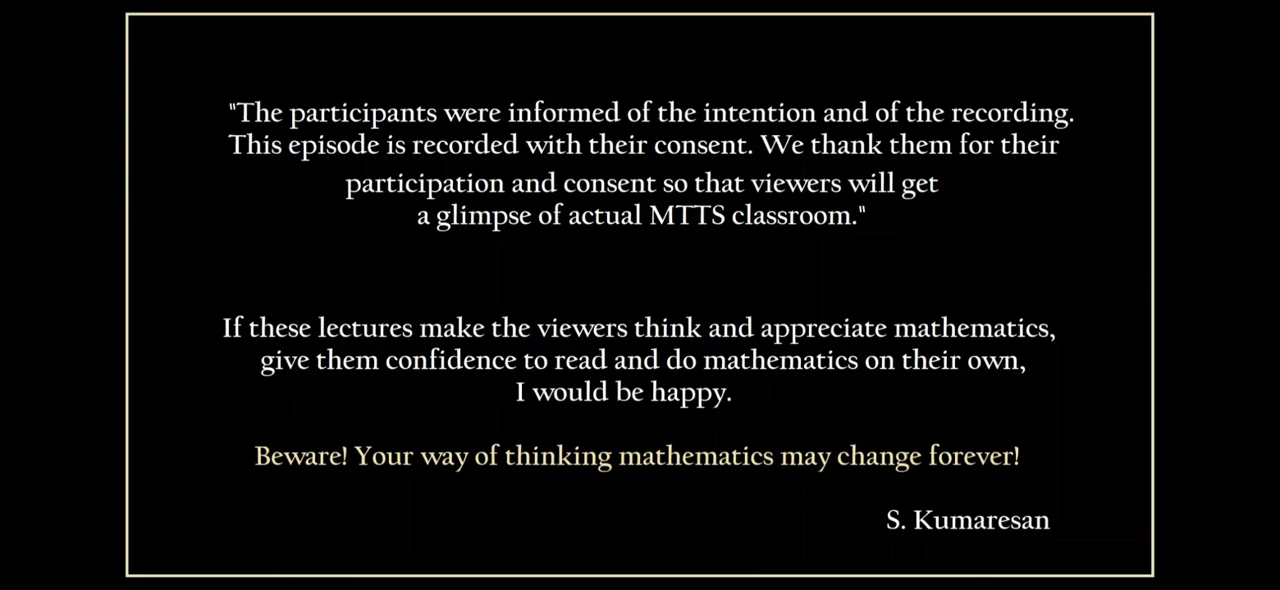 "The participants were informed of the intention and of the recording.
This episode is recorded with their consent. We thank them for their
participation and consent so that viewers will get
a glimpse of actual MTTS classroom."
If these lectures make the viewers think and appreciate mathematics,
give them confidence to read and do mathematics on their own,
I would be happy.
Beware! Your way of thinking mathematics may change forever!
S. Kumaresan